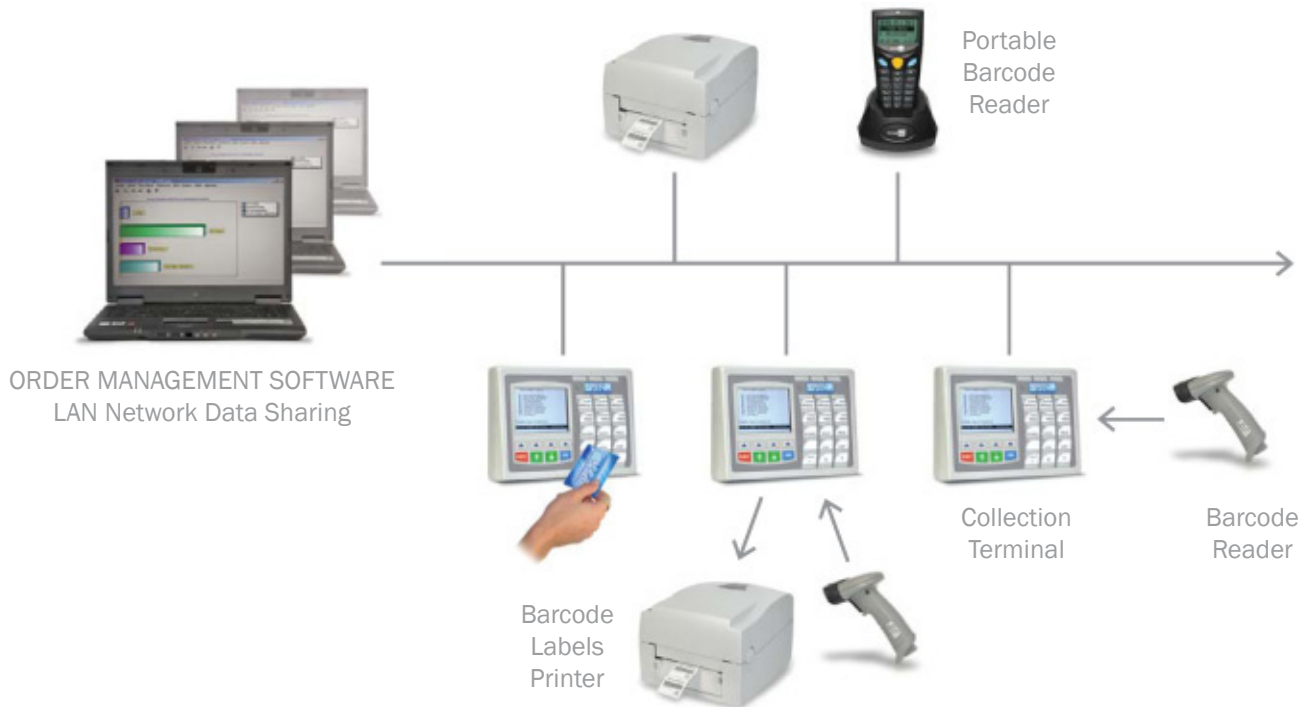 Portable
Barcode
Reader
ORDER MANAGEMENT SOFTWARE
LAN Network Data Sharing
Collection
Terminal
Barcode
Reader
Barcode
Labels
Printer